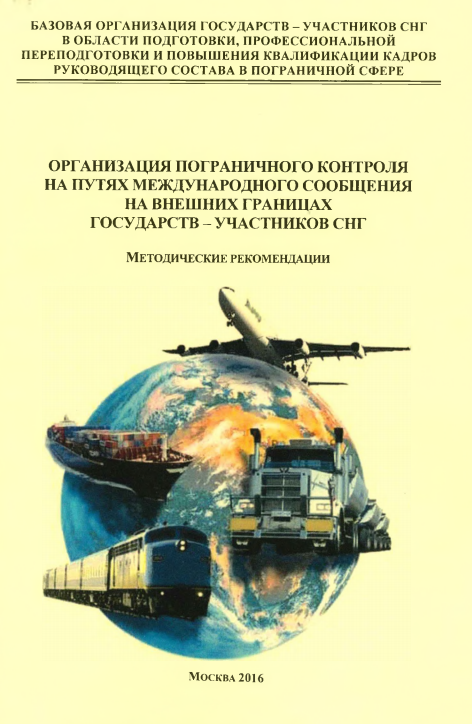 БАЗОВАЯ ОРГАНИЗАЦИЯ ГОСУДАРСТВ – УЧАСТНИКОВ СНГ
В ОБЛАСТИ ПОДГОТОВКИ, ПРОФЕССИОНАЛЬНОЙ
ПЕРЕПОДГОТОВКИ И ПОВЫШЕНИЯ КВАЛИФИКАЦИИ КАДРОВ
РУКОВОДЯЩЕГО СОСТАВА В ПОГРАНИЧНОЙ СФЕРЕ
ОРГАНИЗАЦИЯ ПОГРАНИЧНОГО КОНТРОЛЯ
НА ПУТЯХ МЕЖДУНАРОДНОГО СООБЩЕНИЯ
НА ВНЕШНИХ ГРАНИЦАХ
ГОСУДАРСТВ – УЧАСТНИКОВ СНГ
МЕТОДИЧЕСКИЕ РЕКОМЕНДАЦИИ
МОСКВА 2016